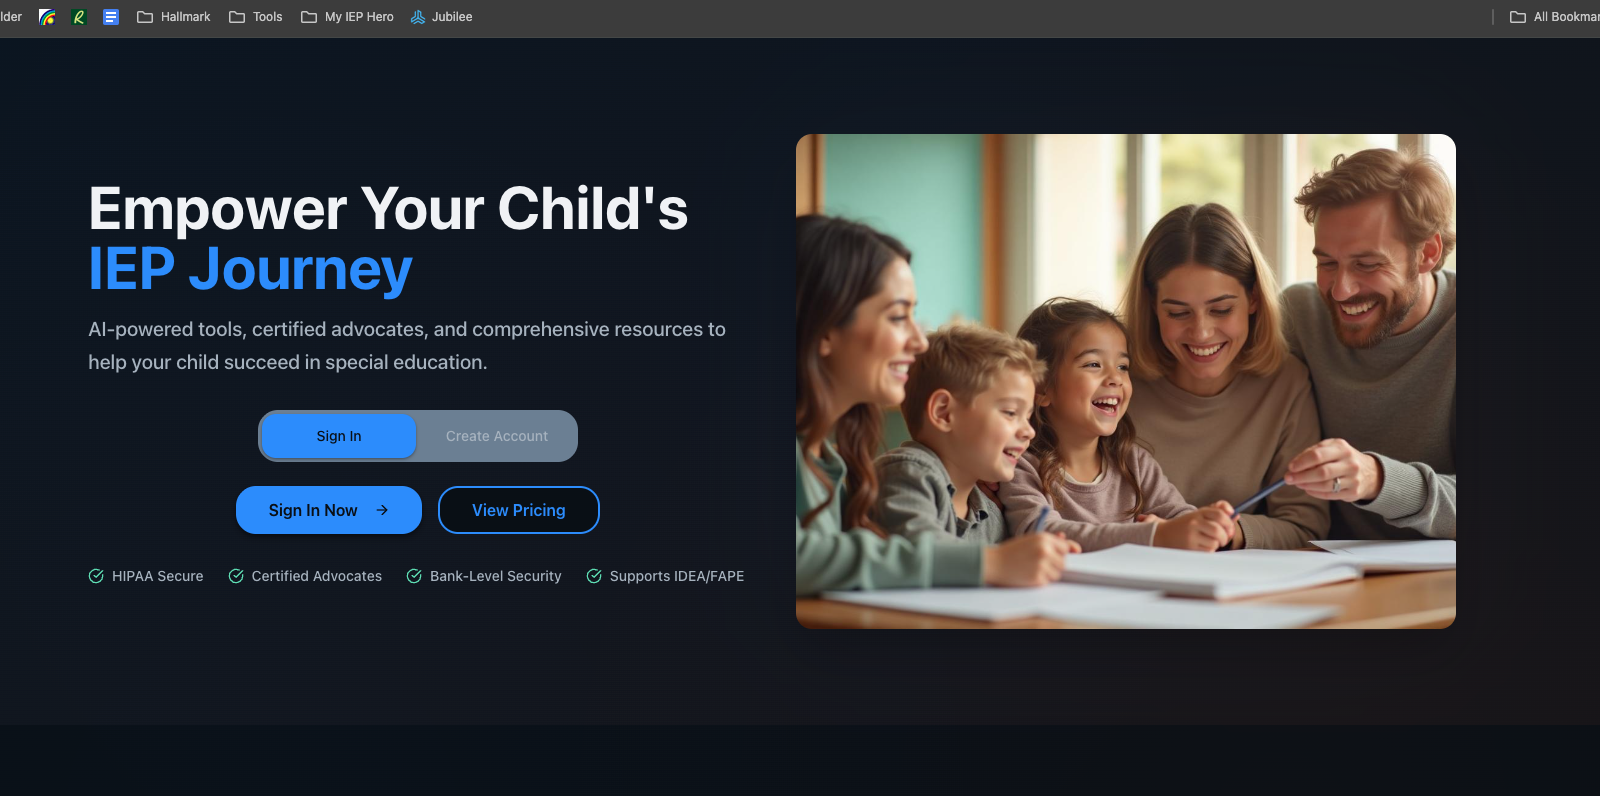 lder
Hallmark
Tools
My IEP Hero
Jubilee
All Bookmar
Empower Your Child's
IEP Journey
AI-powered tools, certified advocates, and comprehensive resources to
help your child succeed in special education.
Sign In
Create Account
Sign In Now
View Pricing
HIPAA Secure
Certified Advocates
Bank-Level Security
Supports IDEA/FAPE